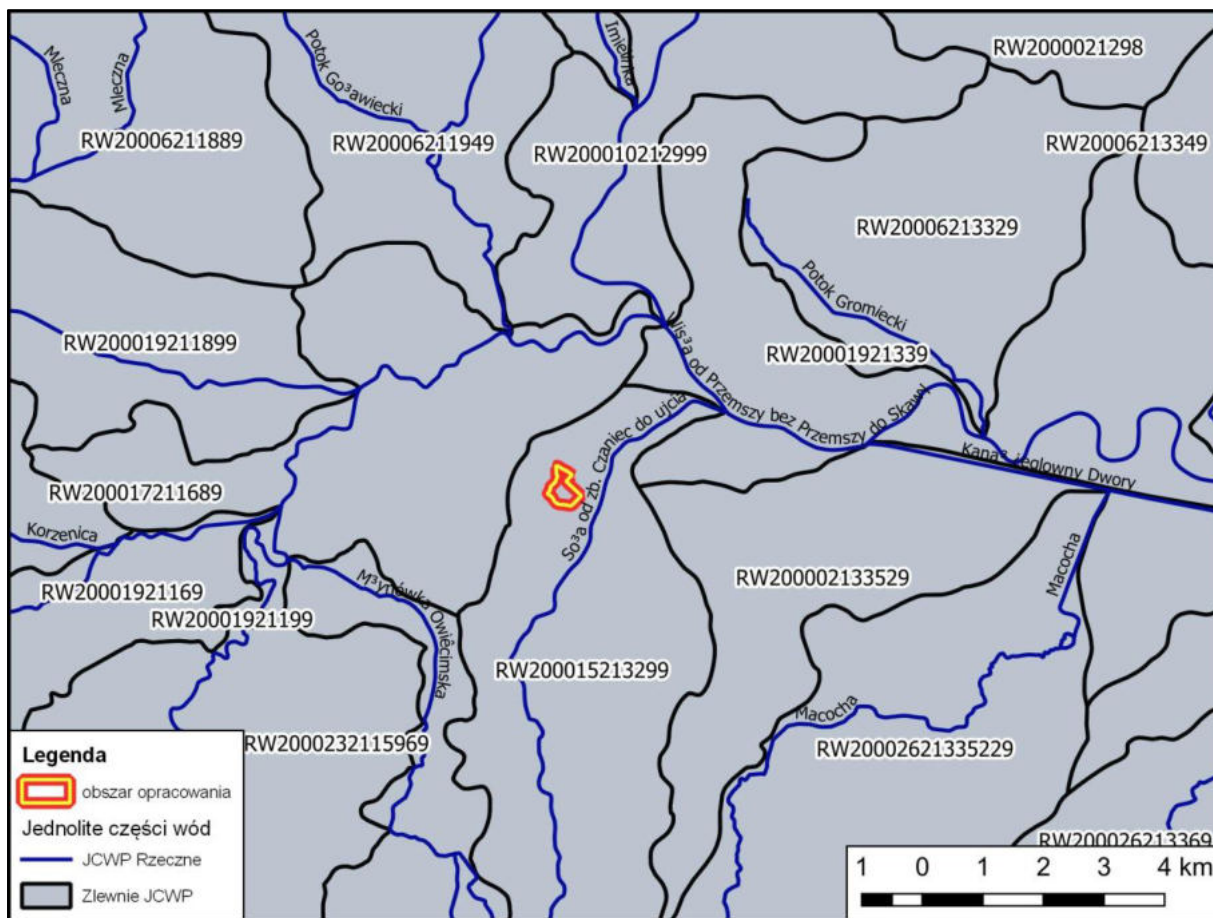 RW2000021298
Mleczna
Mleczna
Potok Go³awiecki
Imielinka
RW20006211889
RW20006211949
RW200010212999
RW20006213349
RW20006213329
Potok Gromiecki
RW200019211899
RW20001921339
Wis³a od Przemszy bez Przemszy do Skawy
So³a od zb. Czaniec do ujcia
Kana³ ¯eglowny Dwory
RW200017211689
Korzenica
RW20001921169
RW20001921199
M³ynówka Owiêcimska
RW200002133529
Macocha
RW200015213299
Macocha
RW2000232115969
RW20002621335229
RW200026213369
Legenda
obszar opracowania
Jednolite części wód
JCWP Rzeczne
Zlewnie JCWP
1 0 1 2 3 4 km